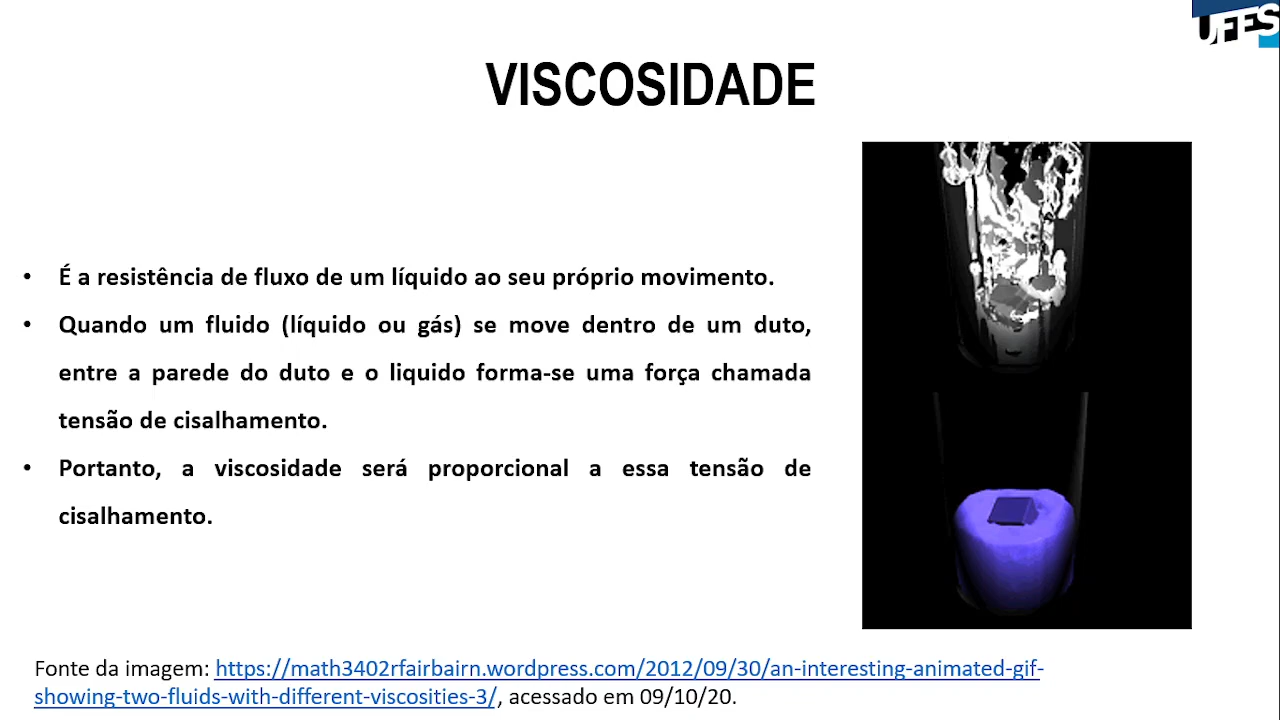 UFES
VISCOSIDADE
• É a resistência de fluxo de um líquido ao seu próprio movimento.
• Quando um fluido (líquido ou gás) se move dentro de um duto,
entre a parede do duto e o liquido forma-se uma força chamada
tensão de cisalhamento.
• Portanto, a viscosidade será proporcional a essa tensão de
cisalhamento.
Fonte da imagem: https://math3402rfairbairn.wordpress.com/2012/09/30/an-interesting-animated-gif-
showing-two-fluids-with-different-viscosities-3/, acessado em 09/10/20.